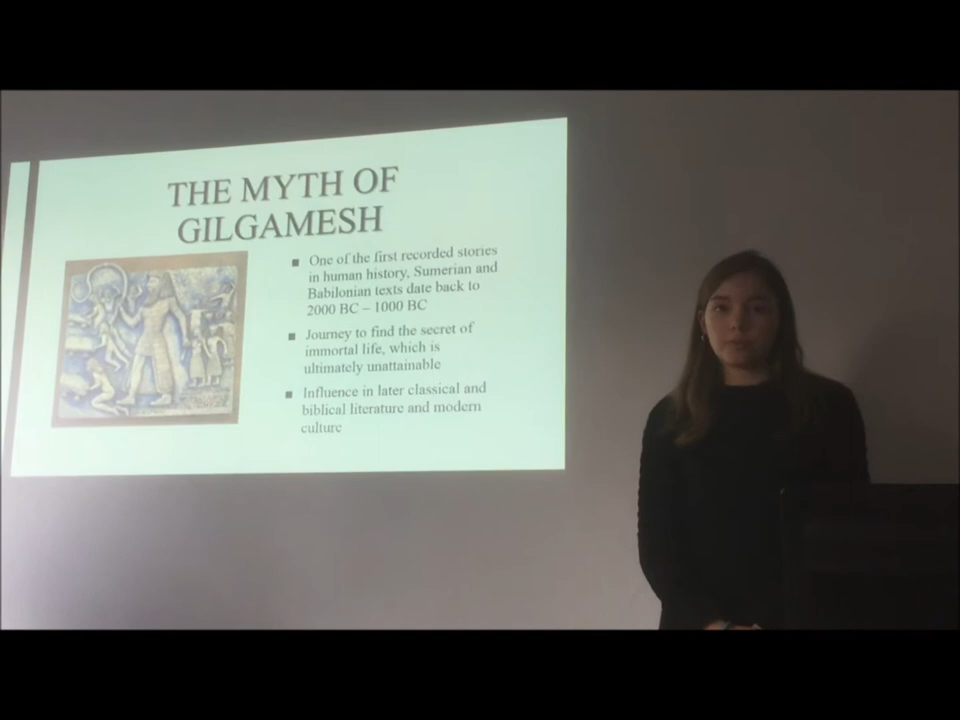 THE MYTH OF
GILGAMESH
■ One of the first recorded stories
in human history, Sumerian and
Babilonian texts date back to
2000 BC – 1000 BC
■ Journey to find the secret of
immortal life, which is
ultimately unattainable
■ Influence in later classical and
biblical literature and modern
culture